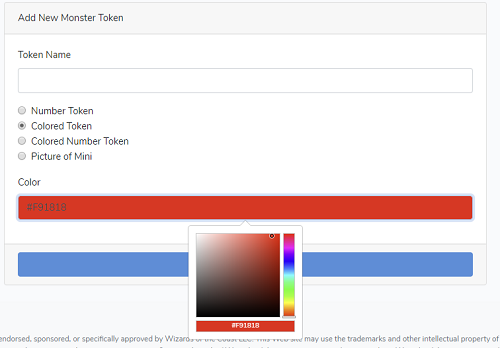 Add New Monster Token
Token Name
Number Token
Colored Token
Colored Number Token
Picture of Mini
Color
#F91818
#F91818
endorsed, sponsored, or specifically approved by Wizards of the Coast LLC. This Web site may use the trademarks and other intellectual property of